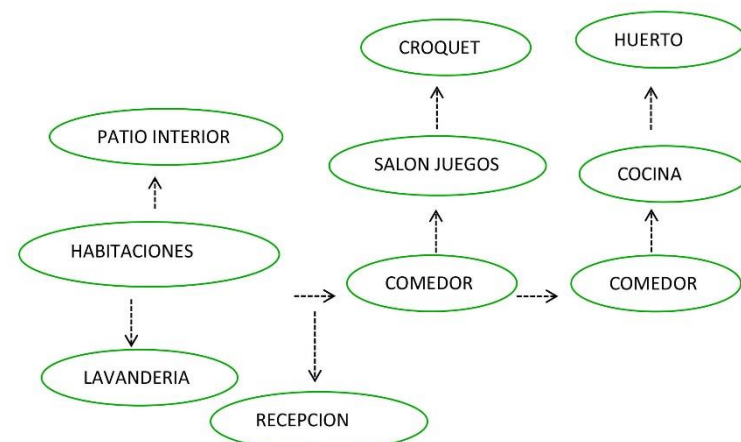 CROQUET
HUERTO
PATIO INTERIOR
SALON JUEGOS
COCINA
HABITACIONES
COMEDOR
COMEDOR
LAVANDERIA
RECEPCION